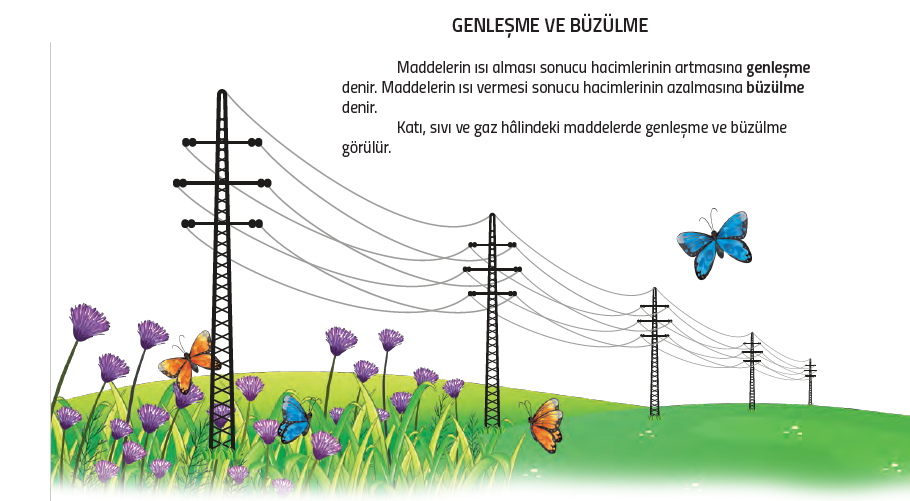 GENLEŞME VE BÜZÜLME
Maddelerin ısı alması sonucu hacimlerinin artmasına genleşme
denir. Maddelerin ısı vermesi sonucu hacimlerinin azalmasına büzülme
denir.
Katı, sıvı ve gaz hâlindeki maddelerde genleşme ve büzülme
görülür.